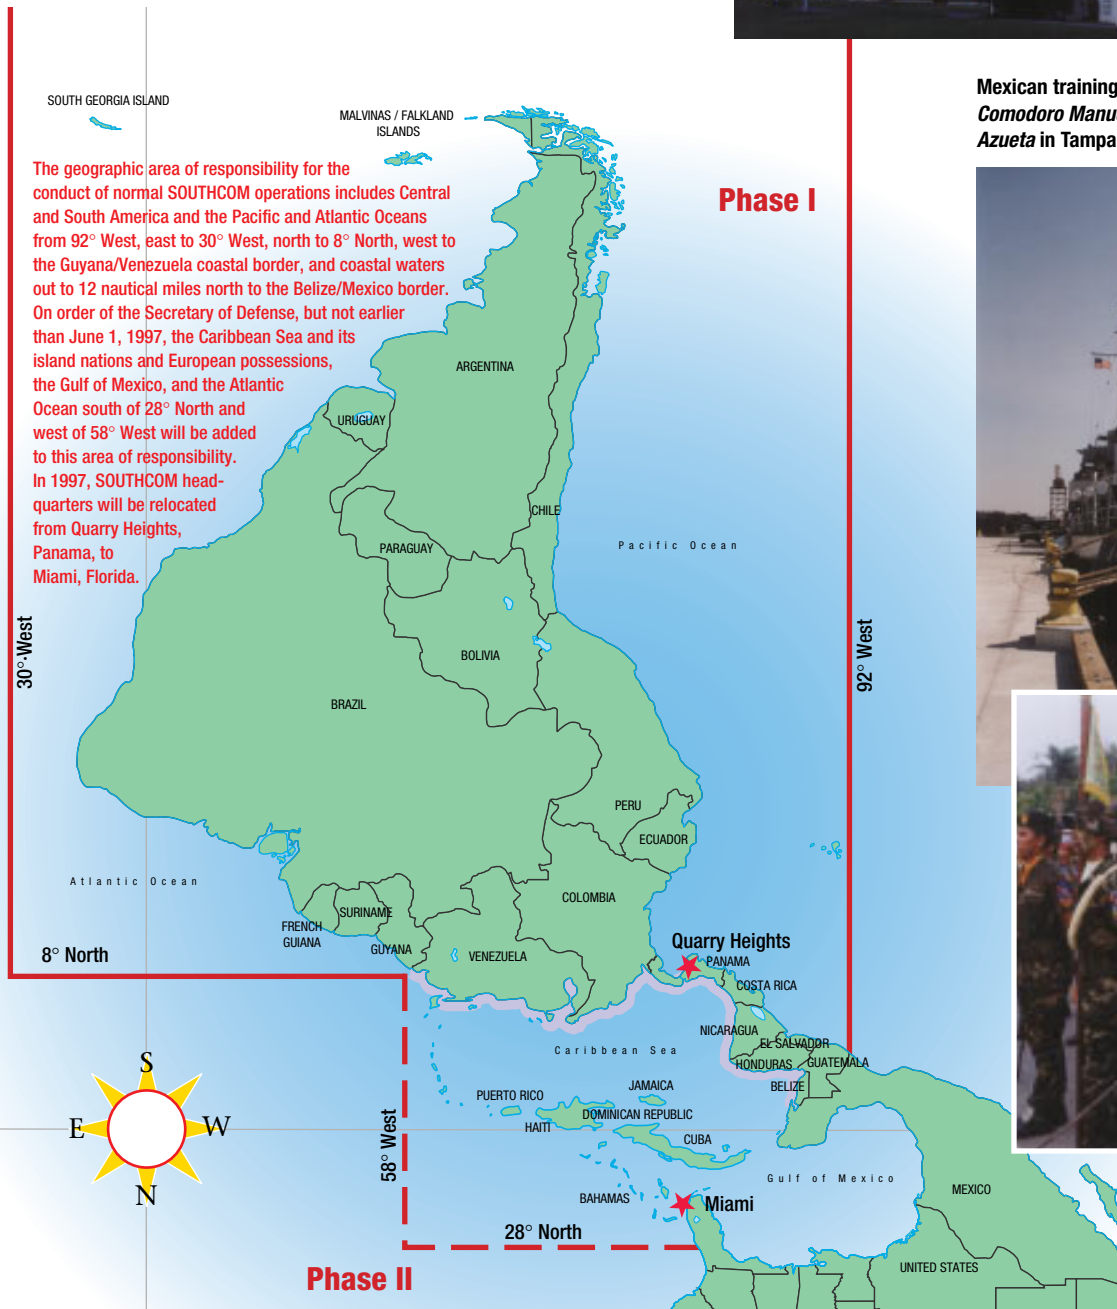 Mexican training
Comodoro Manu
Azueta in Tampa
SOUTH GEORGIA ISLAND
MALVINAS / FALKLAND
ISLANDS
The geographic area of responsibility for the
conduct of normal SOUTHCOM operations includes Central
and South America and the Pacific and Atlantic Oceans
from 92° West, east to 30° West, north to 8° North, west to
the Guyana/Venezuela coastal border, and coastal waters
out to 12 nautical miles north to the Belize/Mexico border.
On order of the Secretary of Defense, but not earlier
than June 1, 1997, the Caribbean Sea and its
island nations and European possessions,
the Gulf of Mexico, and the Atlantic
Ocean south of 28° North and
west of 58° West will be added
to this area of responsibility.
In 1997, SOUTHCOM head-
quarters will be relocated
from Quarry Heights,
Panama, to
Miami, Florida.
Phase I
ARGENTINA
URUGUAY
CHILE
PARAGUAY
Pacific Ocean
30° West
92° West
BOLIVIA
BRAZIL
PERU
ECUADOR
Atlantic Ocean
COLOMBIA
SURINAME
FRENCH
GUIANA
GUYANA
VENEZUELA
8° North
Quarry Heights
PANAMA
COSTA RICA
NICARAGUA
EL SALVADOR
Caribbean Sea
HONDURAS
GUATEMALA
BELIZE
S
E
W
N
JAMAICA
PUERTO RICO
DOMINICAN REPUBLIC
HAITI
CUBA
58° West
Gulf of Mexico
MEXICO
BAHAMAS
Miami
28° North
UNITED STATES
Phase II